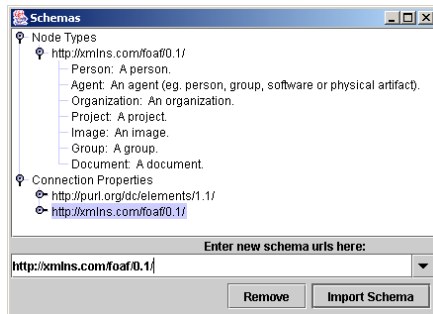 Schemas
Node Types
http://xmlns.com/foaf/0.1/
Person: A person.
Agent: An agent (eg. person, group, software or physical artifact).
Organization: An organization.
Project: A project.
Image: An image.
Group: A group.
Document: A document.
Connection Properties
http://purl.org/dc/elements/1.1/
http://xmlns.com/foaf/0.1/
Enter new schema urls here:
http://xmlns.com/foaf/0.1/
Remove Import Schema